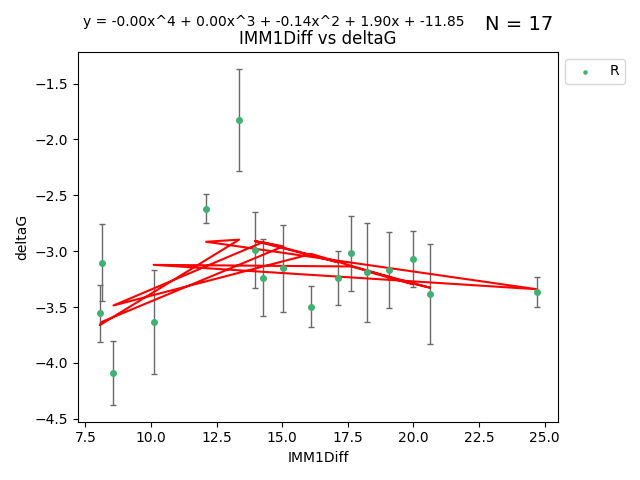 y = -0.00x^4 + 0.00x^3 + -0.14x^2 + 1.90x + -11.85
N = 17
IMM1Diff vs deltaG
R
−1.5
−2.0
−2.5
−3.0
−3.5
−4.0
−4.5
deltaG
7.5 10.0 12.5 15.0 17.5 20.0 22.5 25.0
IMM1Diff